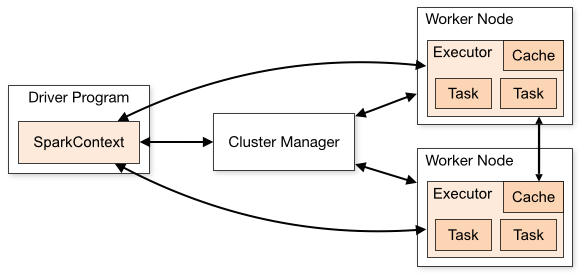 Driver Program
SparkContext
Cluster Manager
Worker Node
Executor
Cache
Task
Task
Worker Node
Executor
Cache
Task
Task